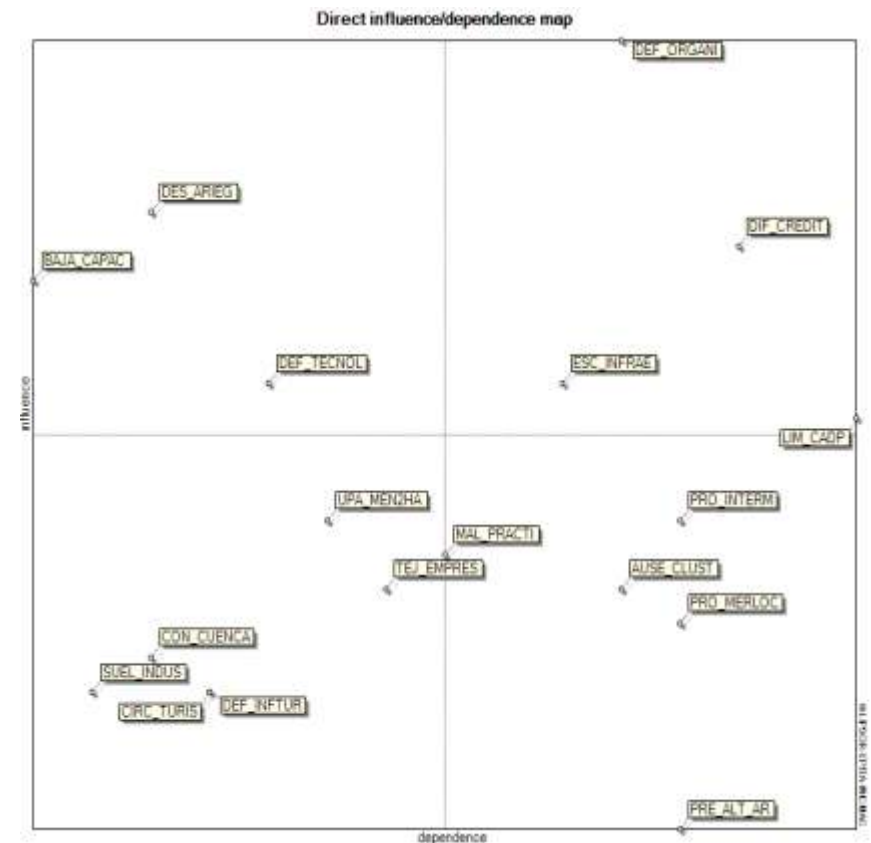 Direct influence/dependence map
DEF_ORGANI
DES_ARIEG
DIF_CREDIT
BAJA_CAPAC
DEF_TECNOL
ESC_INFRAE
influence
LIM_CADP
UPA_MEN2HA
PRO_INTERM
MAL_PRACTI
TEJ_EMPRES
AUSE_CLUST
PRO_MERLOC
CON_CUENCA
SUEL_INDUS
CIRC_TURIS
DEF_INFTUR
PRE_ALT_AR
dependence